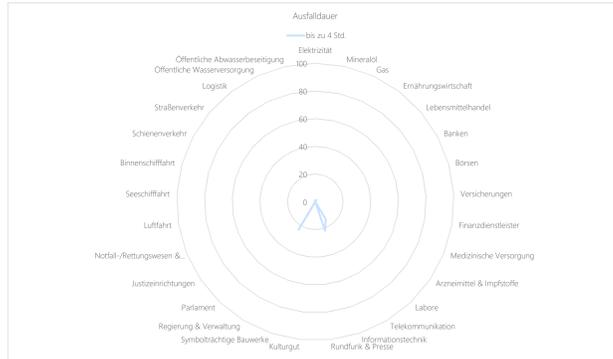 Ausfalldauer
bis zu 4 Std.
Elektrizität
Mineralöl
Gas
Ernährungswirtschaft
Lebensmittelhandel
Banken
Börsen
Versicherungen
Finanzdienstleister
Medizinische Versorgung
Arzneimittel & Impfstoffe
Labore
Telekommunikation
Informationstechnik
Rundfunk & Presse
Kulturgut
Symbolträchtige Bauwerke
Regierung & Verwaltung
Parlament
Justizeinrichtungen
Notfall-/Rettungswesen &...
Luftfahrt
Seeschifffahrt
Binnenschifffahrt
Schienenverkehr
Straßenverkehr
Logistik
Öffentliche Wasserversorgung
Öffentliche Abwasserbeseitigung
100
80
60
40
20
0